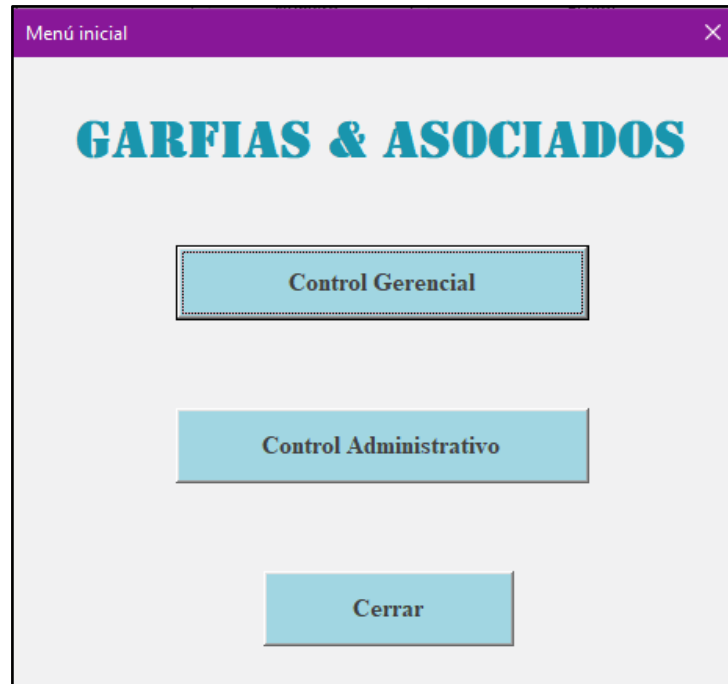 Menú inicial
GARFIAS & ASOCIADOS
Control Gerencial
Control Administrativo
Cerrar